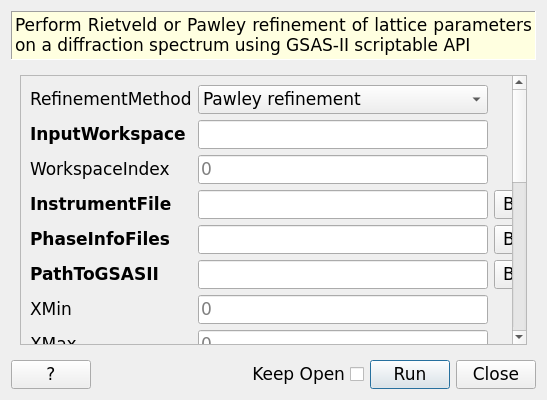 Perform Rietveld or Pawley refinement of lattice parameters
on a diffraction spectrum using GSAS-II scriptable API
RefinementMethod Pawley refinement
InputWorkspace
WorkspaceIndex 0
InstrumentFile B
PhaseInfoFiles B
PathToGSASII B
XMin 0
XMax 0
? Keep Open Run Close